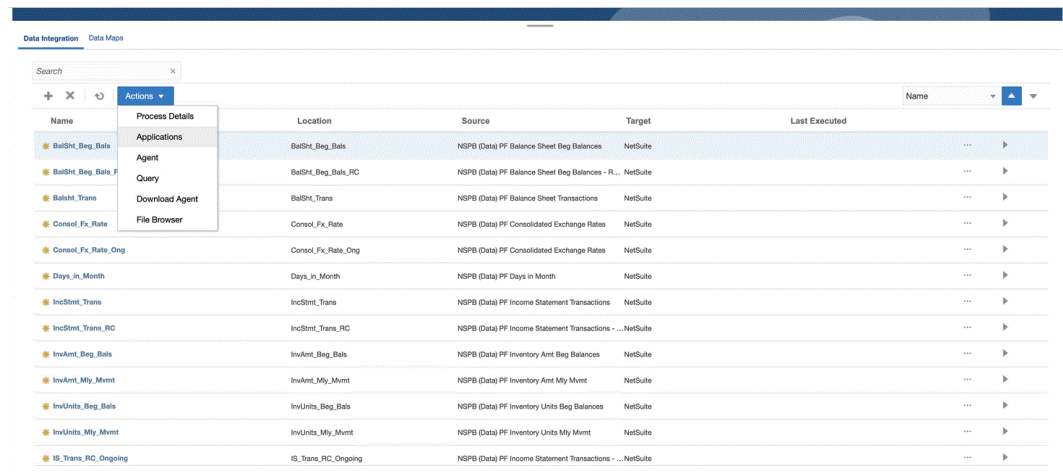 Data Integration Data Maps
Search ×
Actions Name
Process Details
Applications
Agent
Query
Download Agent
File Browser
Name Location Source Target Last Executed
BalSht_Beg_Bals BalSht_Beg_Bals NSPB (Data) PF Balance Sheet Beg Balances NetSuite ...
BalSht_Beg_Bals_F BalSht_Beg_Bals_RC NSPB (Data) PF Balance Sheet Beg Balances - R... NetSuite ...
Balsht_Trans BalSht_Trans NSPB (Data) PF Balance Sheet Transactions NetSuite ...
Consol_Fx_Rate Consol_Fx_Rate NSPB (Data) PF Consolidated Exchange Rates NetSuite ...
Consol_Fx_Rate_Ong Consol_Fx_Rate_Ong NSPB (Data) PF Consolidated Exchange Rates NetSuite ...
Days_in_Month Days_in_Month NSPB (Data) PF Days in Month NetSuite ...
IncStmt_Trans IncStmt_Trans NSPB (Data) PF Income Statement Transactions NetSuite ...
IncStmt_Trans_RC IncStmt_Trans_RC NSPB (Data) PF Income Statement Transactions - ... NetSuite ...
InvAmt_Beg_Bals InvAmt_Beg_Bals NSPB (Data) PF Inventory Amt Beg Balances NetSuite ...
InvAmt_Mly_Mvmt InvAmt_Mly_Mvmt NSPB (Data) PF Inventory Amt Mly Mvmt NetSuite ...
InvUnits_Beg_Bals InvUnits_Beg_Bals NSPB (Data) PF Inventory Units Beg Balances NetSuite ...
InvUnits_Mly_Mvmt InvUnits_Mly_Mvmt NSPB (Data) PF Inventory Units Mly Mvmt NetSuite ...
IS_Trans_RC_Ongoing IS_Trans_RC_Ongoing NSPB (Data) PF Income Statement Transactions - ... NetSuite ...